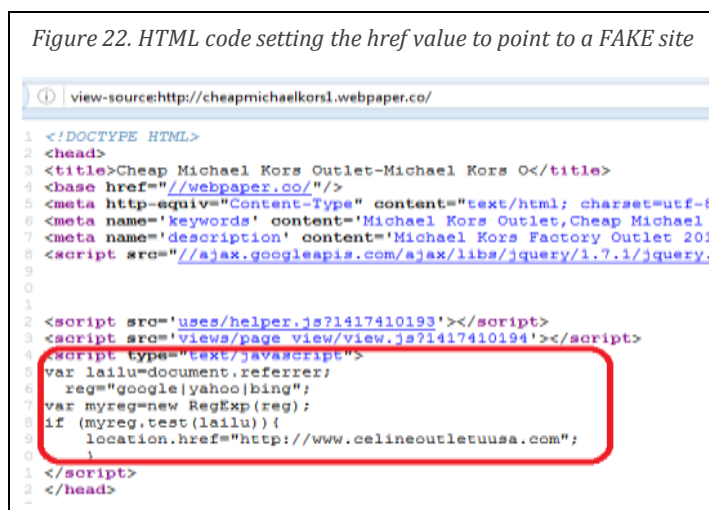 Figure 22. HTML code setting the href value to point to a FAKE site
view-source:http://cheapmichaelkors1.webpaper.co/
1 <!DOCTYPE HTML>
2 <head>
3 <title>Cheap Michael Kors Outlet-Michael Kors O</title>
4 <base href="//webpaper.co/"/>
5 <meta http-equiv="Content-Type" content="text/html; charset=utf-8
6 <meta name='keywords' content='Michael Kors Outlet,Cheap Michael
7 <meta name='description' content='Michael Kors Factory Outlet 201
8 <script src="//ajax.googleapis.com/ajax/libs/jquery/1.7.1/jquery.
9
0
1
2 <script src='uses/helper.js?1417410193'></script>
3 <script src='views/page_view/view.js?1417410194'></script>
4 <script type="text/javascript">
5 var lailu=document.referrer;
6 reg="google|yahoo|bing";
7 var myreg=new RegExp(reg);
8 if (myreg.test(lailu)){
9 location.href="http://www.celineoutletuusa.com";
0 }
1 </script>
2 </head>